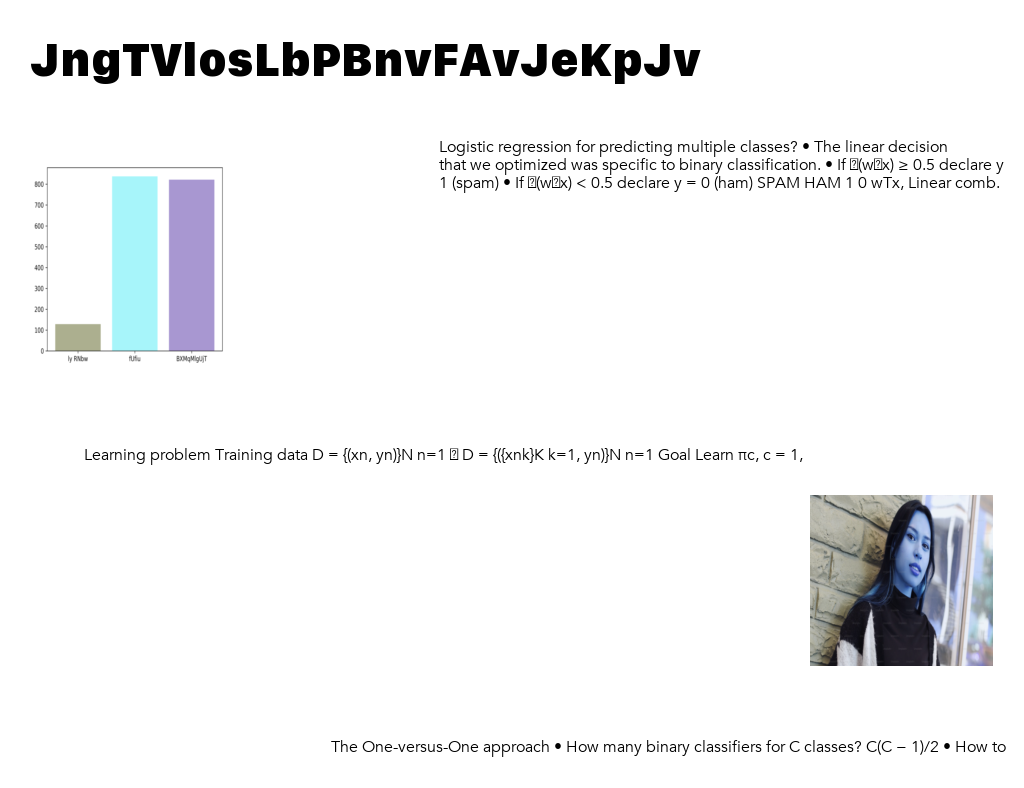 JngTVlosLbPBnvFAvJeKpJv
Logistic regression for predicting multiple classes? • The linear decision
that we optimized was specific to binary classification. • If (wx) ≥ 0.5 declare y
1 (spam) • If (wx) < 0.5 declare y = 0 (ham) SPAM HAM 1 0 wTx, Linear comb.
800
700
600
500
400
300
200
100
0
ly RNbw fUfiu BXMqMlgUjT
Learning problem Training data D = {(xn, yn)}N n=1 D = {({xnk}K k=1, yn)}N n=1 Goal Learn πc, c = 1,
The One-versus-One approach • How many binary classifiers for C classes? C(C − 1)/2 • How to